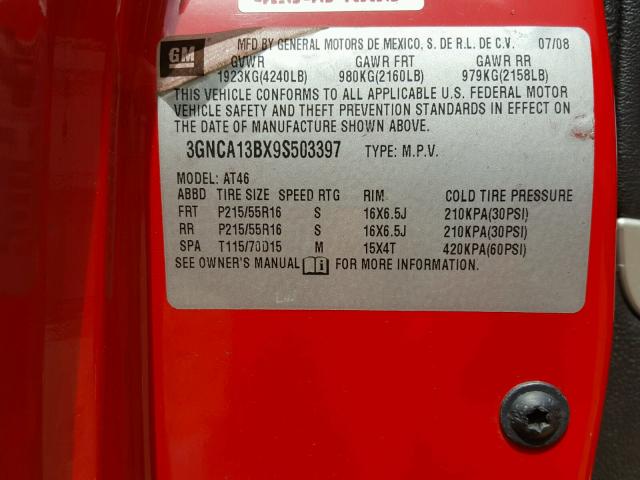 GM
MFD BY GENERAL MOTORS DE MEXICO, S. DE R.L. DE C.V. 07/08
GVWR GAWR FRT GAWR RR
1923KG(4240LB) 980KG(2160LB) 979KG(2158LB)
THIS VEHICLE CONFORMS TO ALL APPLICABLE U.S. FEDERAL MOTOR
VEHICLE SAFETY AND THEFT PREVENTION STANDARDS IN EFFECT ON
THE DATE OF MANUFACTURE SHOWN ABOVE.
3GNCA13BX9S503397 TYPE: M.P.V.
MODEL: AT46
ABBD TIRE SIZE SPEED RTG RIM COLD TIRE PRESSURE
FRT P215/55R16 S 16X6.5J 210KPA(30PSI)
RR P215/55R16 S 16X6.5J 210KPA(30PSI)
SPA T115/70D15 M 15X4T 420KPA(60PSI)
SEE OWNER'S MANUAL i FOR MORE INFORMATION.